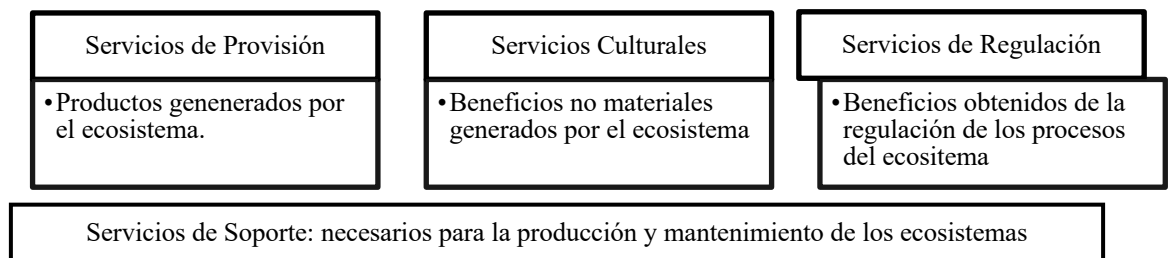 Servicios de Provisión
•Productos genenerados por
el ecosistema.
Servicios Culturales
•Beneficios no materiales
generados por el ecosistema
Servicios de Regulación
•Beneficios obtenidos de la
regulación de los procesos
del ecositema
Servicios de Soporte: necesarios para la producción y mantenimiento de los ecosistemas